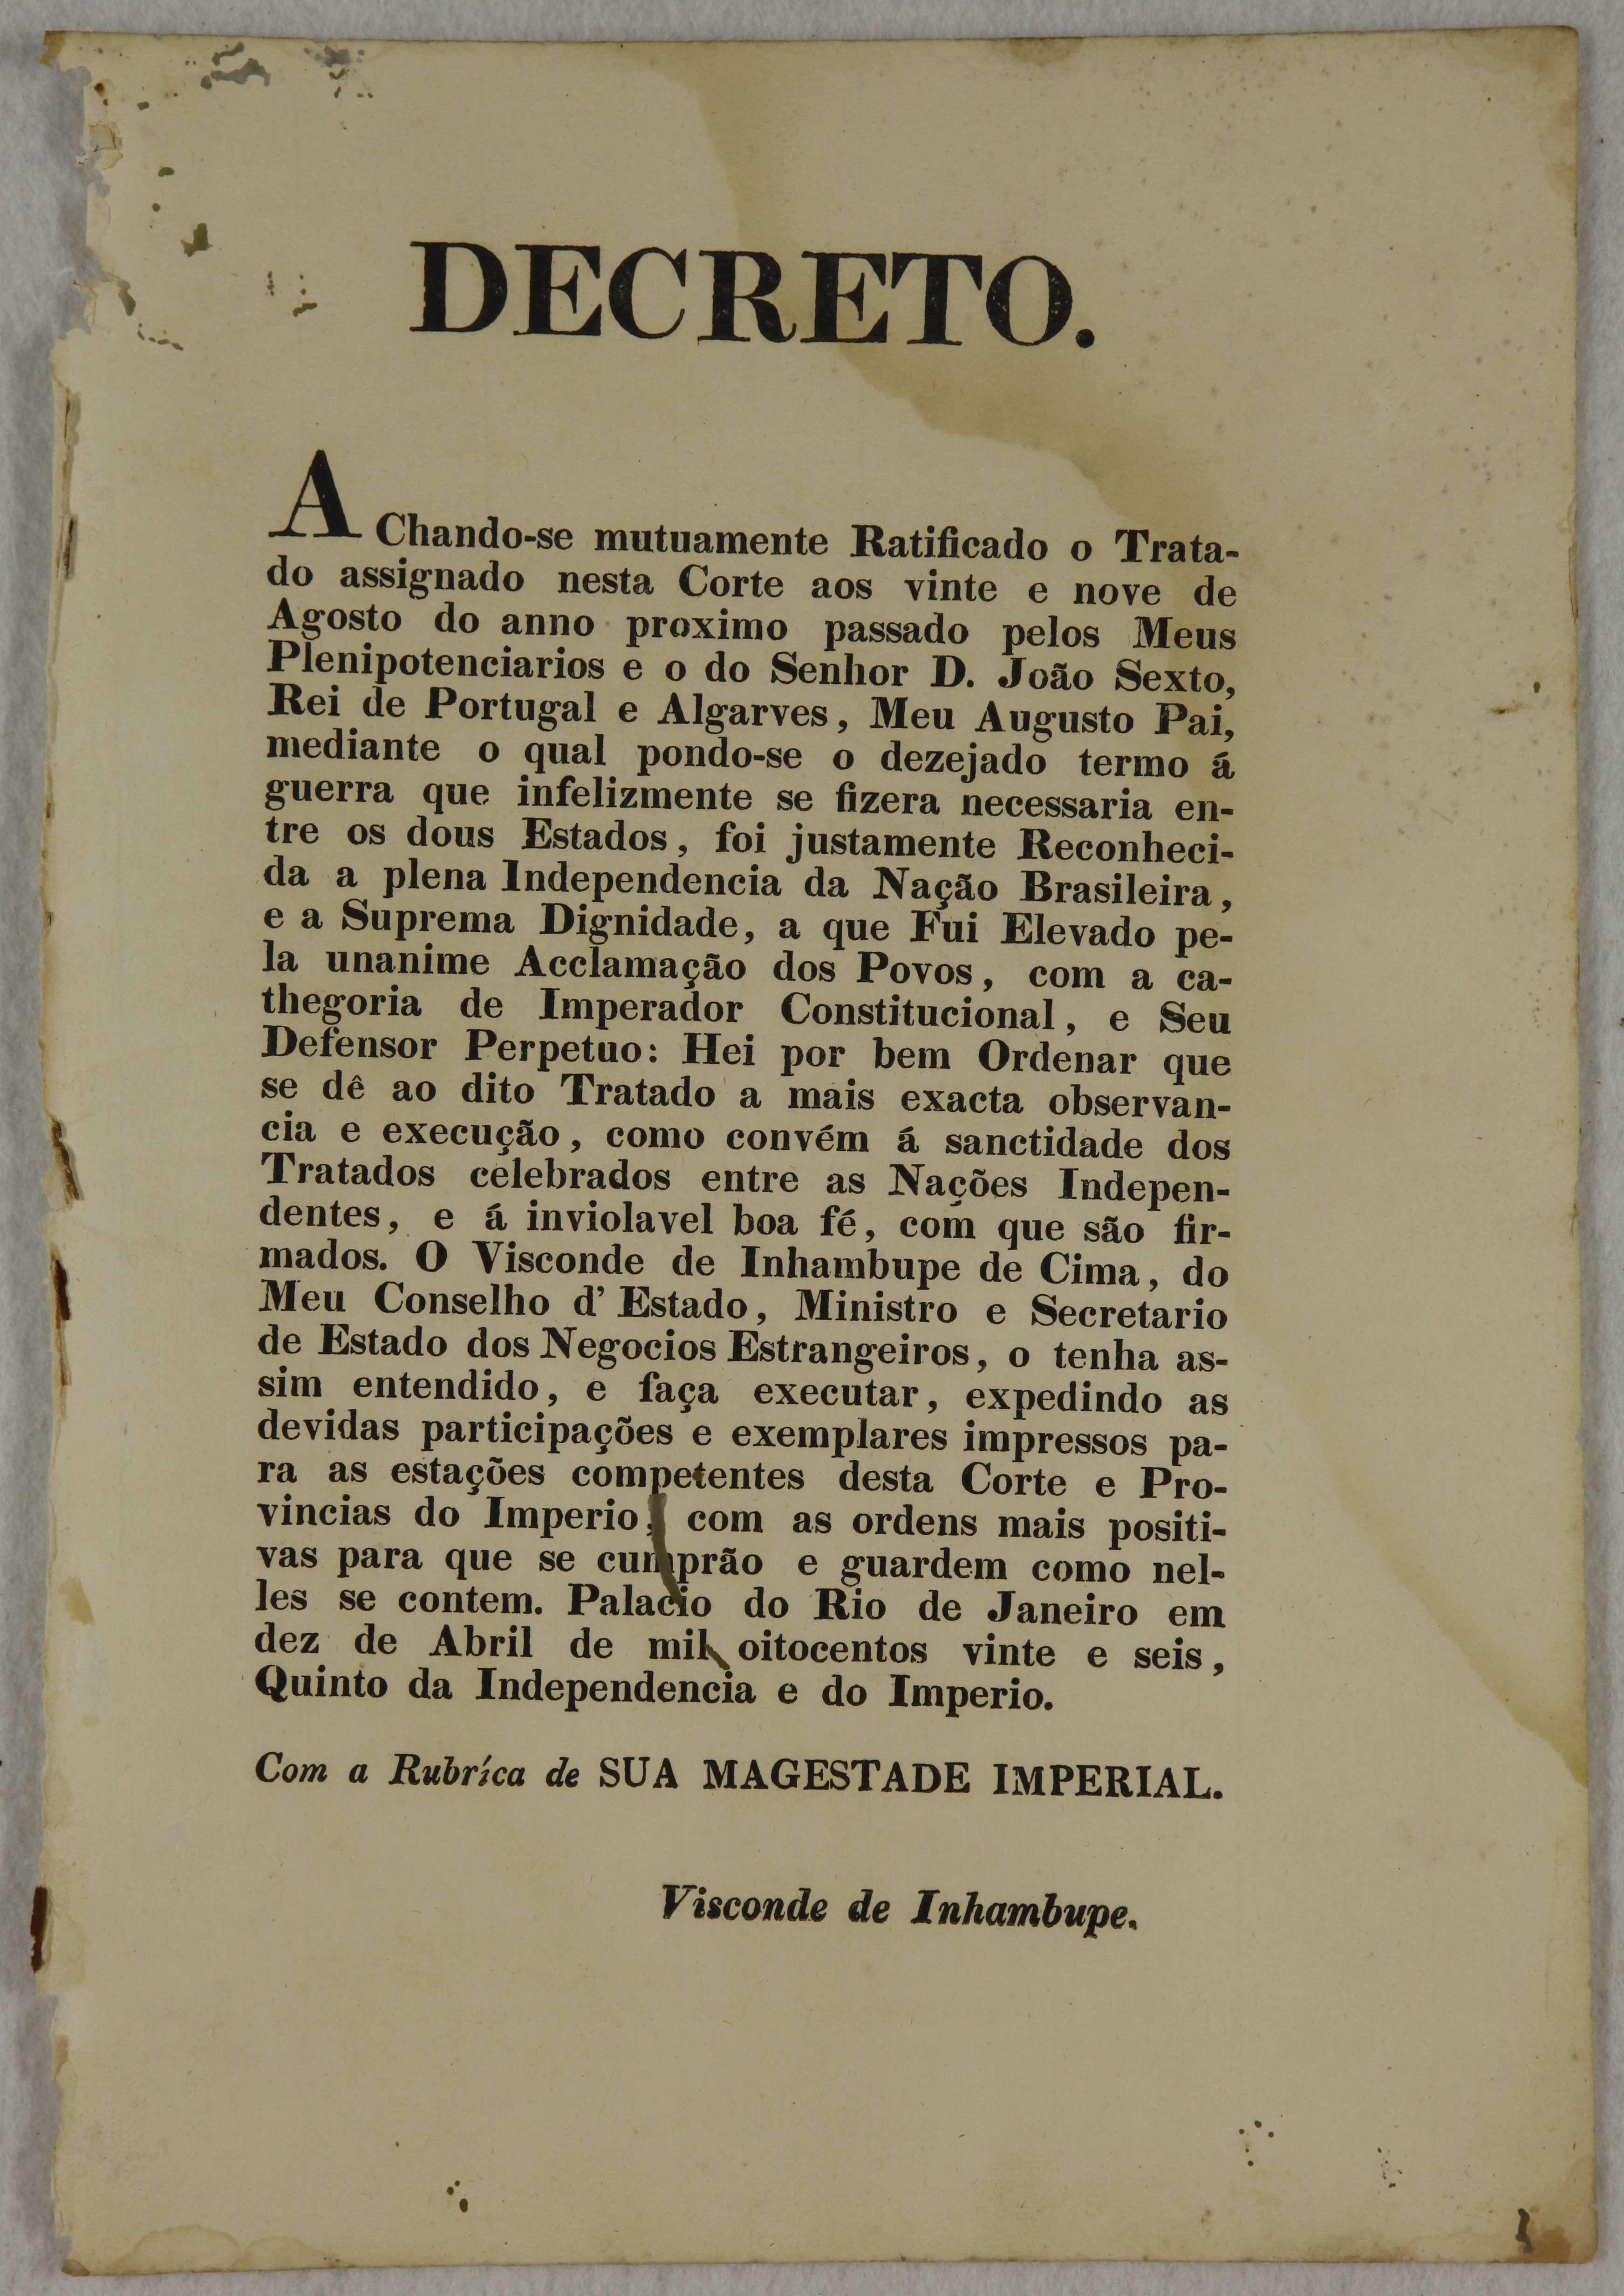 DECRETO.
A Chando-se mutuamente Ratificado o Trata-
do assignado nesta Corte aos vinte e nove de
Agosto do anno proximo passado pelos Meus
Plenipotenciarios e o do Senhor D. João Sexto,
Rei de Portugal e Algarves, Meu Augusto Pai,
mediante o qual pondo-se o dezejado termo á
guerra que infelizmente se fizera necessaria en-
tre os dous Estados, foi justamente Reconheci-
da a plena Independencia da Nação Brasileira,
e a Suprema Dignidade, a que Fui Elevado pe-
la unanime Acclamação dos Povos, com a ca-
thegoria de Imperador Constitucional, e Seu
Defensor Perpetuo: Hei por bem Ordenar que
se dê ao dito Tratado a mais exacta observan-
cia e execução, como convém á sanctidade dos
Tratados celebrados entre as Nações Indepen-
dentes, e á inviolavel boa fé, com que são fir-
mados. O Visconde de Inhambupe de Cima, do
Meu Conselho d' Estado, Ministro e Secretario
de Estado dos Negocios Estrangeiros, o tenha as-
sim entendido, e faça executar, expedindo as
devidas participações e exemplares impressos pa-
ra as estações competentes desta Corte e Pro-
vincias do Imperio, com as ordens mais positi-
vas para que se cumprão e guardem como nel-
les se contem. Palacio do Rio de Janeiro em
dez de Abril de mil oitocentos vinte e seis,
Quinto da Independencia e do Imperio.
Com a Rubríca de SUA MAGESTADE IMPERIAL.
Visconde de Inhambupe.